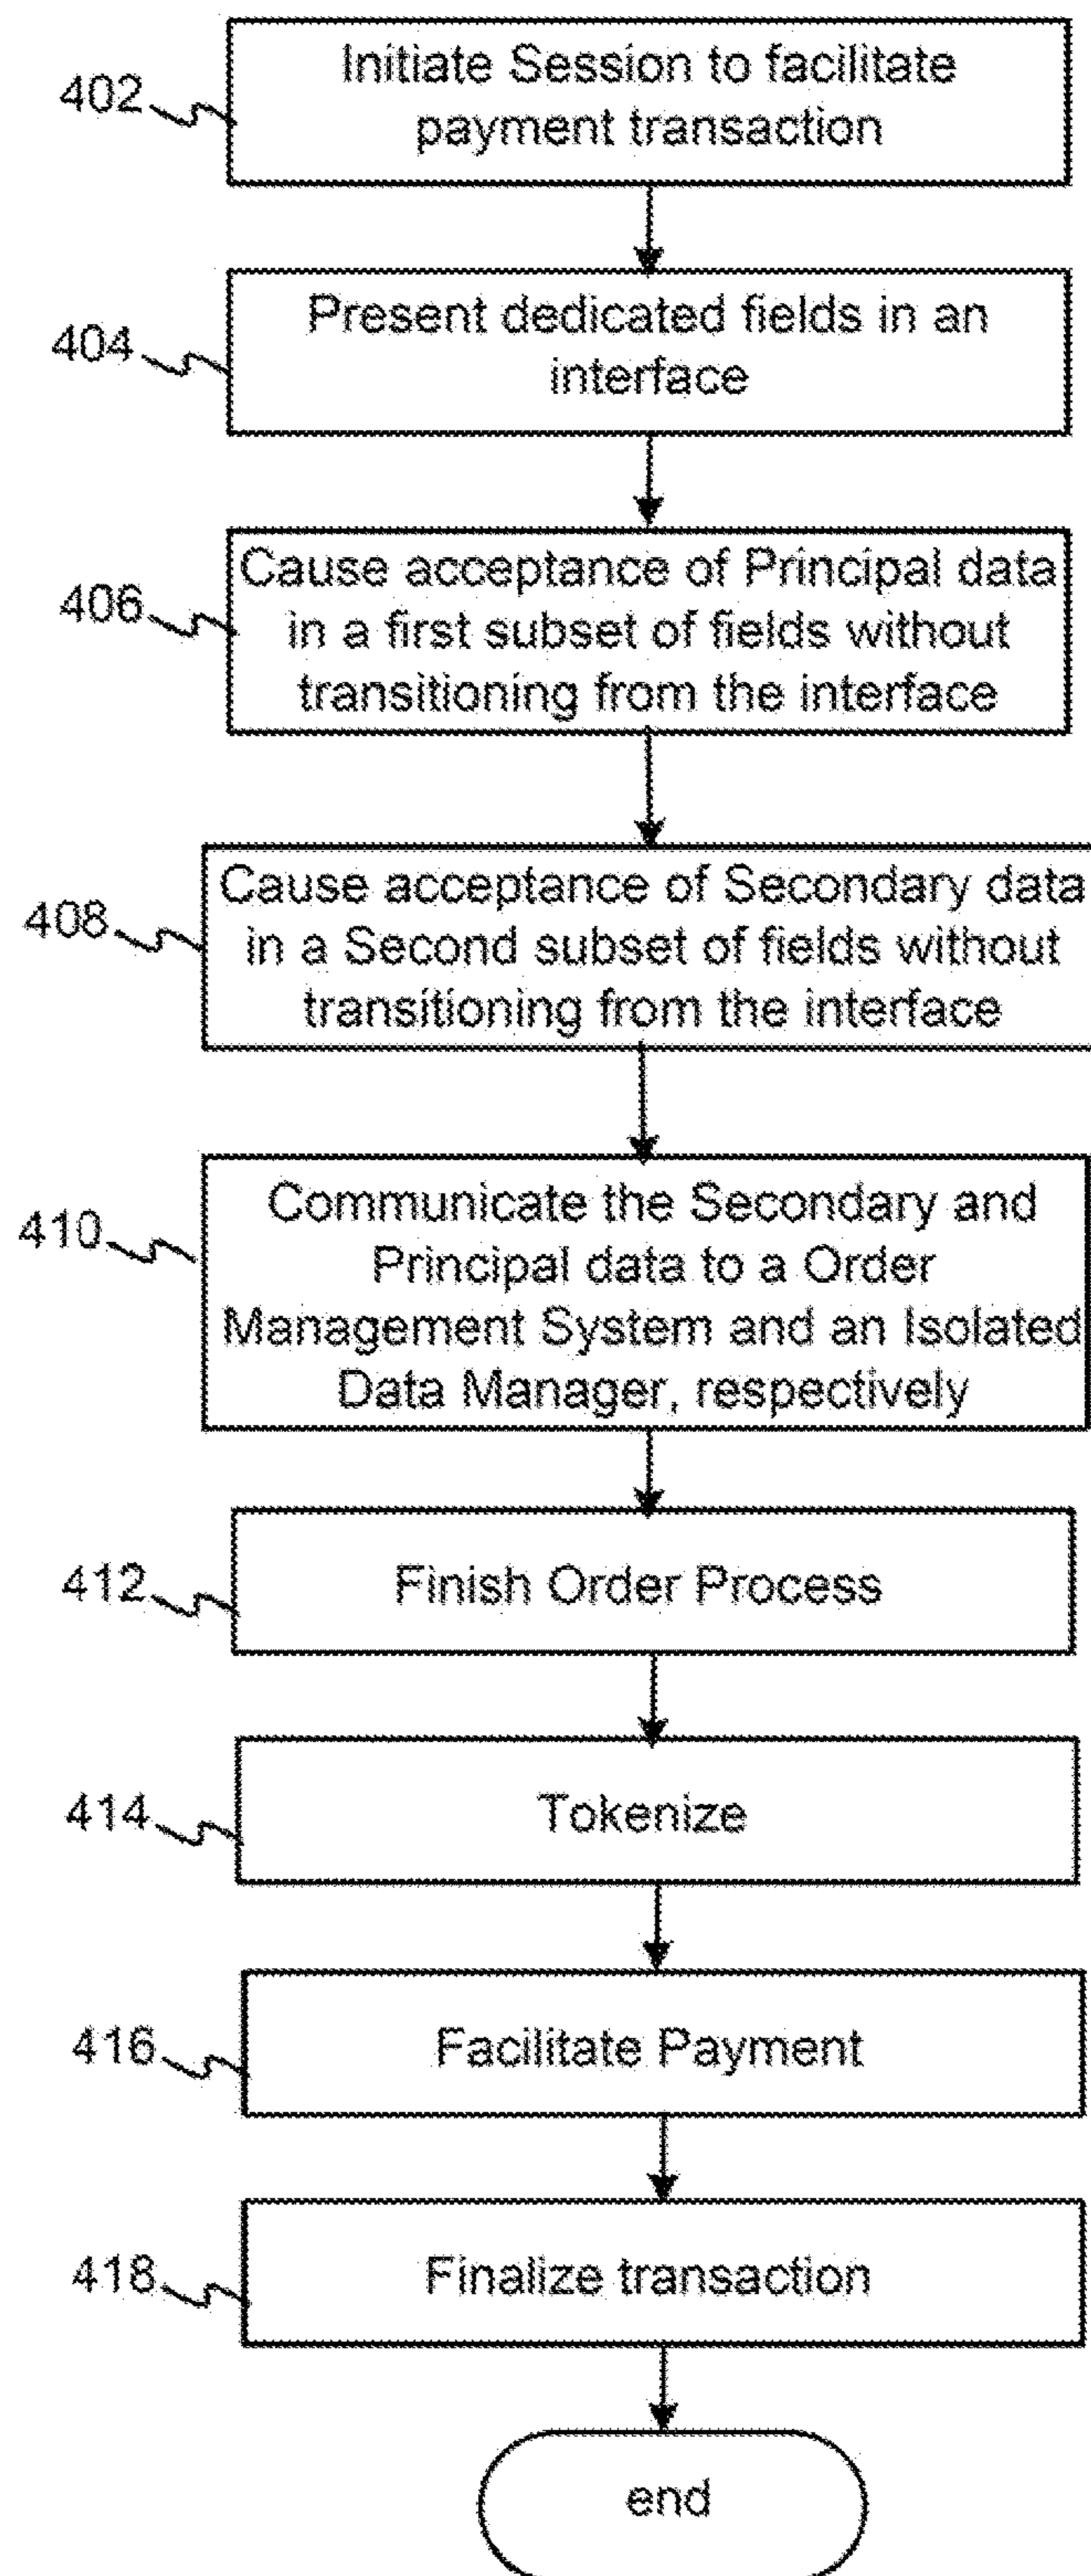 402
Initiate Session to facilitate
payment transaction
404
Present dedicated fields in an
interface
406
Cause acceptance of Principal data
in a first subset of fields without
transitioning from the interface
408
Cause acceptance of Secondary data
in a Second subset of fields without
transitioning from the interface
410
Communicate the Secondary and
Principal data to a Order
Management System and an Isolated
Data Manager, respectively
412
Finish Order Process
414
Tokenize
416
Facilitate Payment
418
Finalize transaction
end